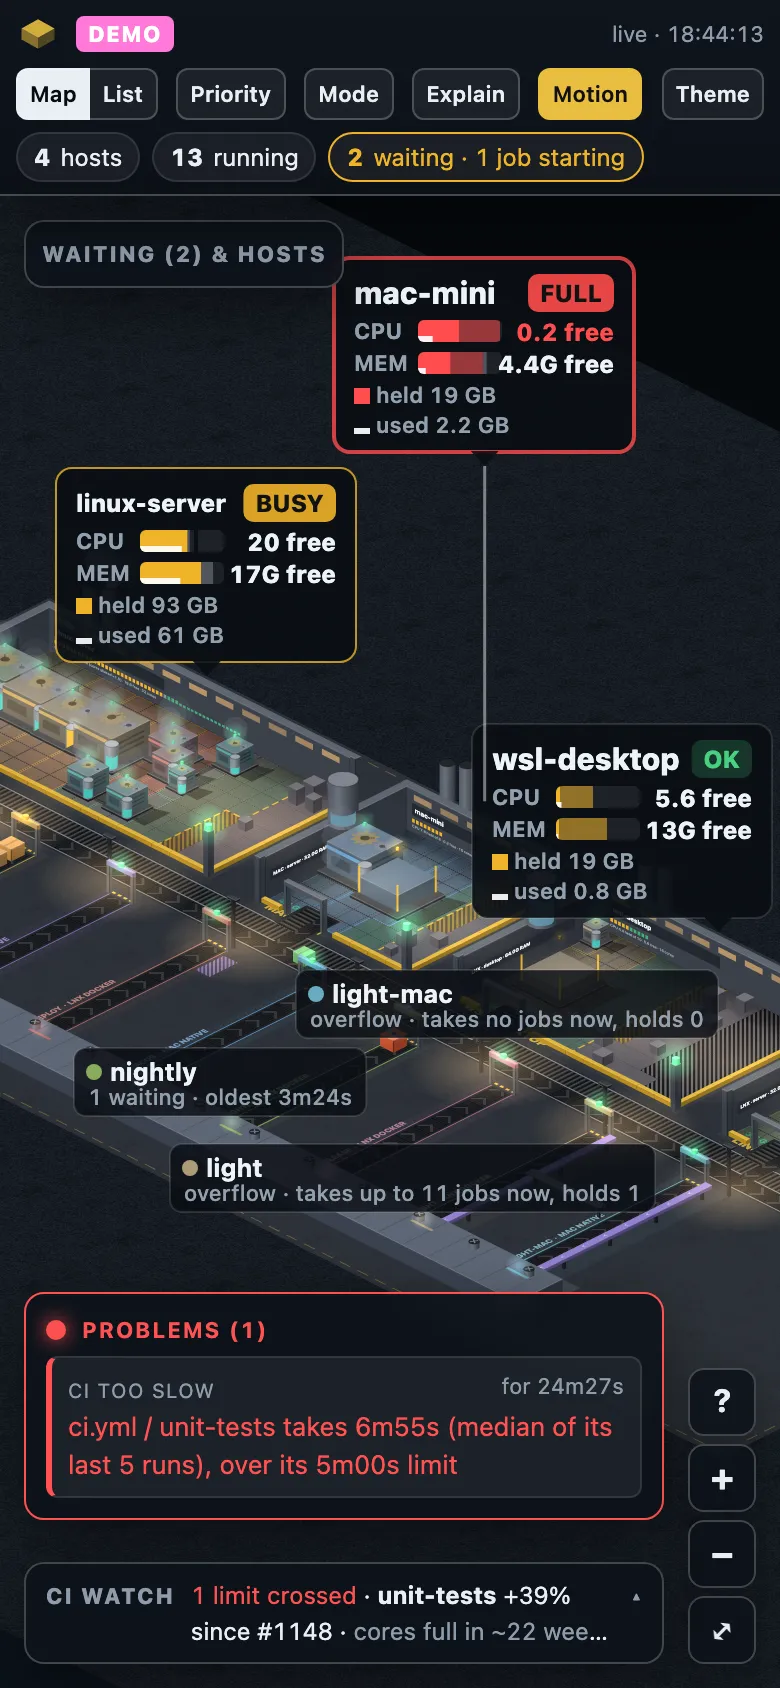 DEMO
live · 18:44:13
Map List Priority Mode Explain Motion Theme
4 hosts 13 running 2 waiting · 1 job starting
WAITING (2) & HOSTS
mac-mini FULL
CPU 0.2 free
MEM 4.4G free
held 19 GB
used 2.2 GB
linux-server BUSY
CPU 20 free
MEM 17G free
held 93 GB
used 61 GB
wsl-desktop OK
CPU 5.6 free
MEM 13G free
held 19 GB
used 0.8 GB
mac-mini
light-mac
overflow · takes no jobs now, holds 0
nightly
1 waiting · oldest 3m24s
light
overflow · takes up to 11 jobs now, holds 1
PROBLEMS (1)
CI TOO SLOW for 24m27s
ci.yml / unit-tests takes 6m55s (median of its
last 5 runs), over its 5m00s limit
?
+
−
CI WATCH 1 limit crossed · unit-tests +39%
since #1148 · cores full in ~22 wee...